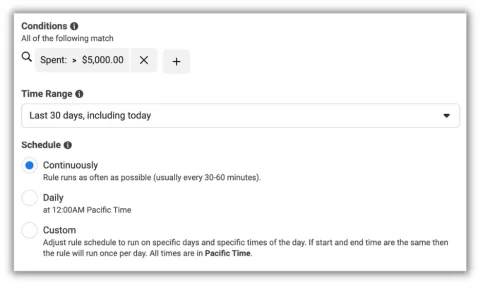 Conditions
All of the following match
Spent: > $5,000.00 × +
Time Range
Last 30 days, including today
Schedule
Continuously
Rule runs as often as possible (usually every 30-60 minutes).
Daily
at 12:00AM Pacific Time
Custom
Adjust rule schedule to run on specific days and specific times of the day. If start and end time are the same then
the rule will run once per day. All times are in Pacific Time.